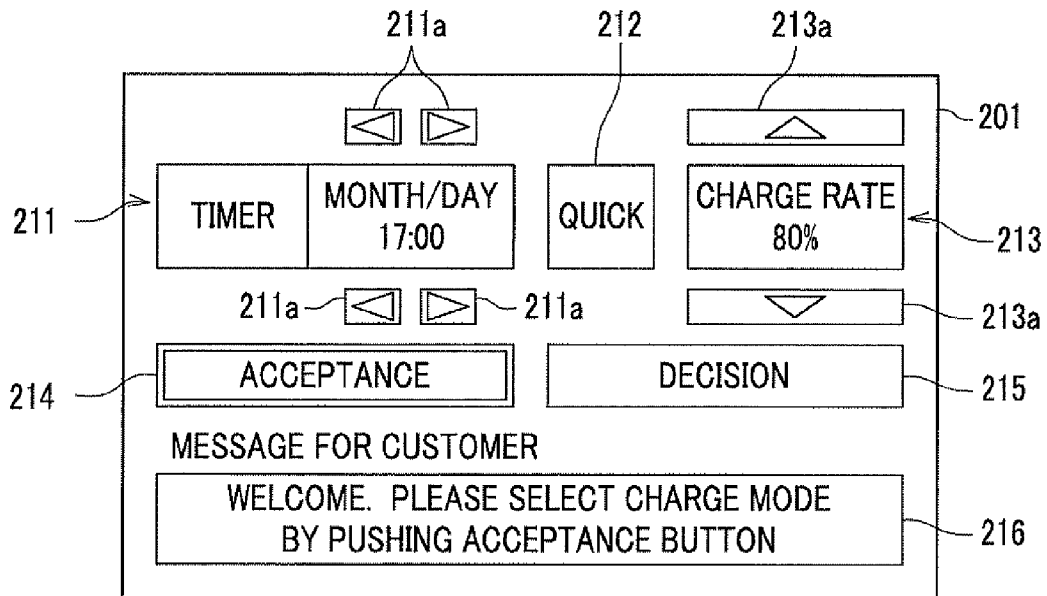 211a 212 213a
201
TIMER MONTH/DAY QUICK CHARGE RATE
17:00 80%
211 213
211a 211a 213a
214 ACCEPTANCE DECISION 215
MESSAGE FOR CUSTOMER
WELCOME. PLEASE SELECT CHARGE MODE
BY PUSHING ACCEPTANCE BUTTON
216